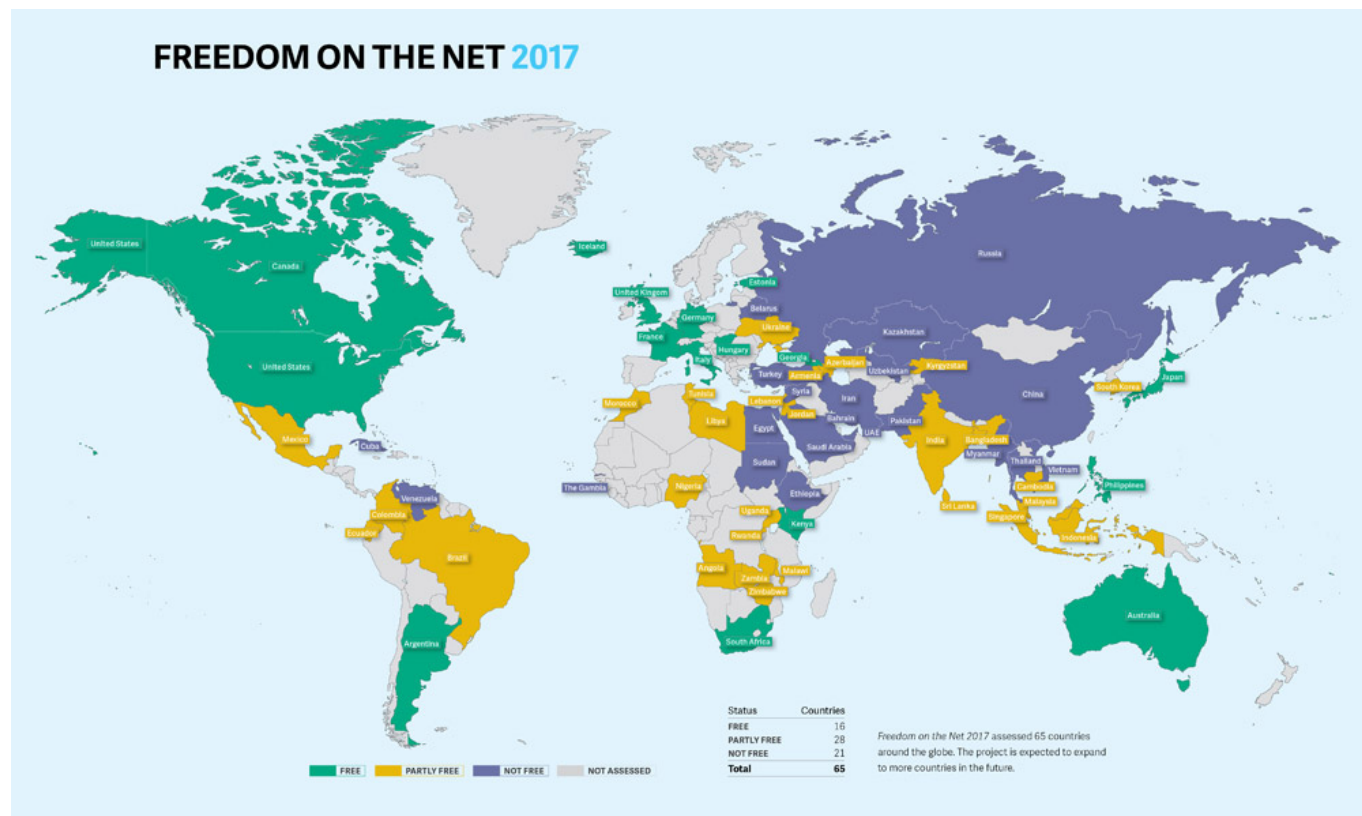 FREEDOM ON THE NET 2017
United States
Canada
Iceland
Russia
Estonia
United Kingom
Belarus
Germany
Ukraine
Kazakhstan
France
Hungary
Italy
Georgia
Azerbaijan
Kyrgyzstan
United States
Turkey
Armenia
Uzbekistan
Japan
South Korea
Syria
Iran
China
Tunisia
Lebanon
Morocco
Jordan
Bahrain
Pakistan
Libya
Egypt
UAE
India
Bangladesh
Mexico
Cuba
Saudi Arabia
Myanmar
Sudan
Thailand
Vietnam
The Gambia
Nigeria
Ethiopia
Cambodia
Philippines
Venezuela
Malaysia
Sri Lanka
Colombia
Uganda
Kenya
Singapore
Ecuador
Rwanda
Indonesia
Brazil
Angola
Zambia
Malawi
Zimbabwe
Australia
Argentina
South Africa
Status Countries
FREE 16
PARTLY FREE 28
NOT FREE 21
Total 65
Freedom on the Net 2017 assessed 65 countries
around the globe. The project is expected to expand
to more countries in the future.
FREE PARTLY FREE NOT FREE NOT ASSESSED